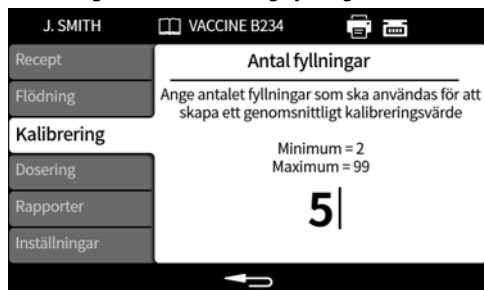 J. SMITH VACCINE B234
Recept
Flödning
Kalibrering
Dosering
Rapporter
Inställningar
Antal fyllningar
Ange antalet fyllningar som ska användas för att
skapa ett genomsnittligt kalibreringsvärde
Minimum = 2
Maximum = 99
5